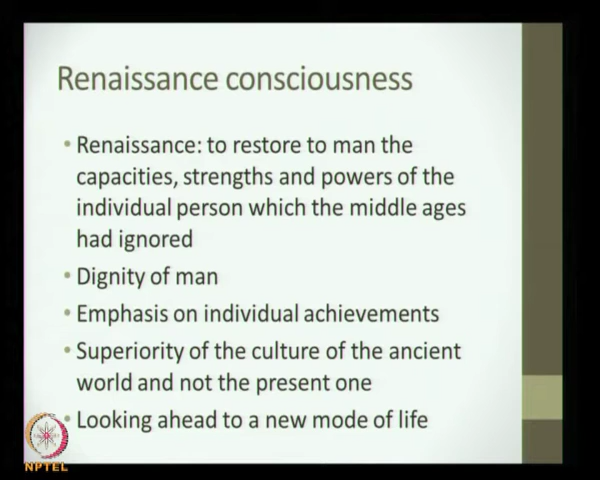 Renaissance consciousness
• Renaissance: to restore to man the
capacities, strengths and powers of the
individual person which the middle ages
had ignored
• Dignity of man
• Emphasis on individual achievements
• Superiority of the culture of the ancient
world and not the present one
• Looking ahead to a new mode of life
NPTEL